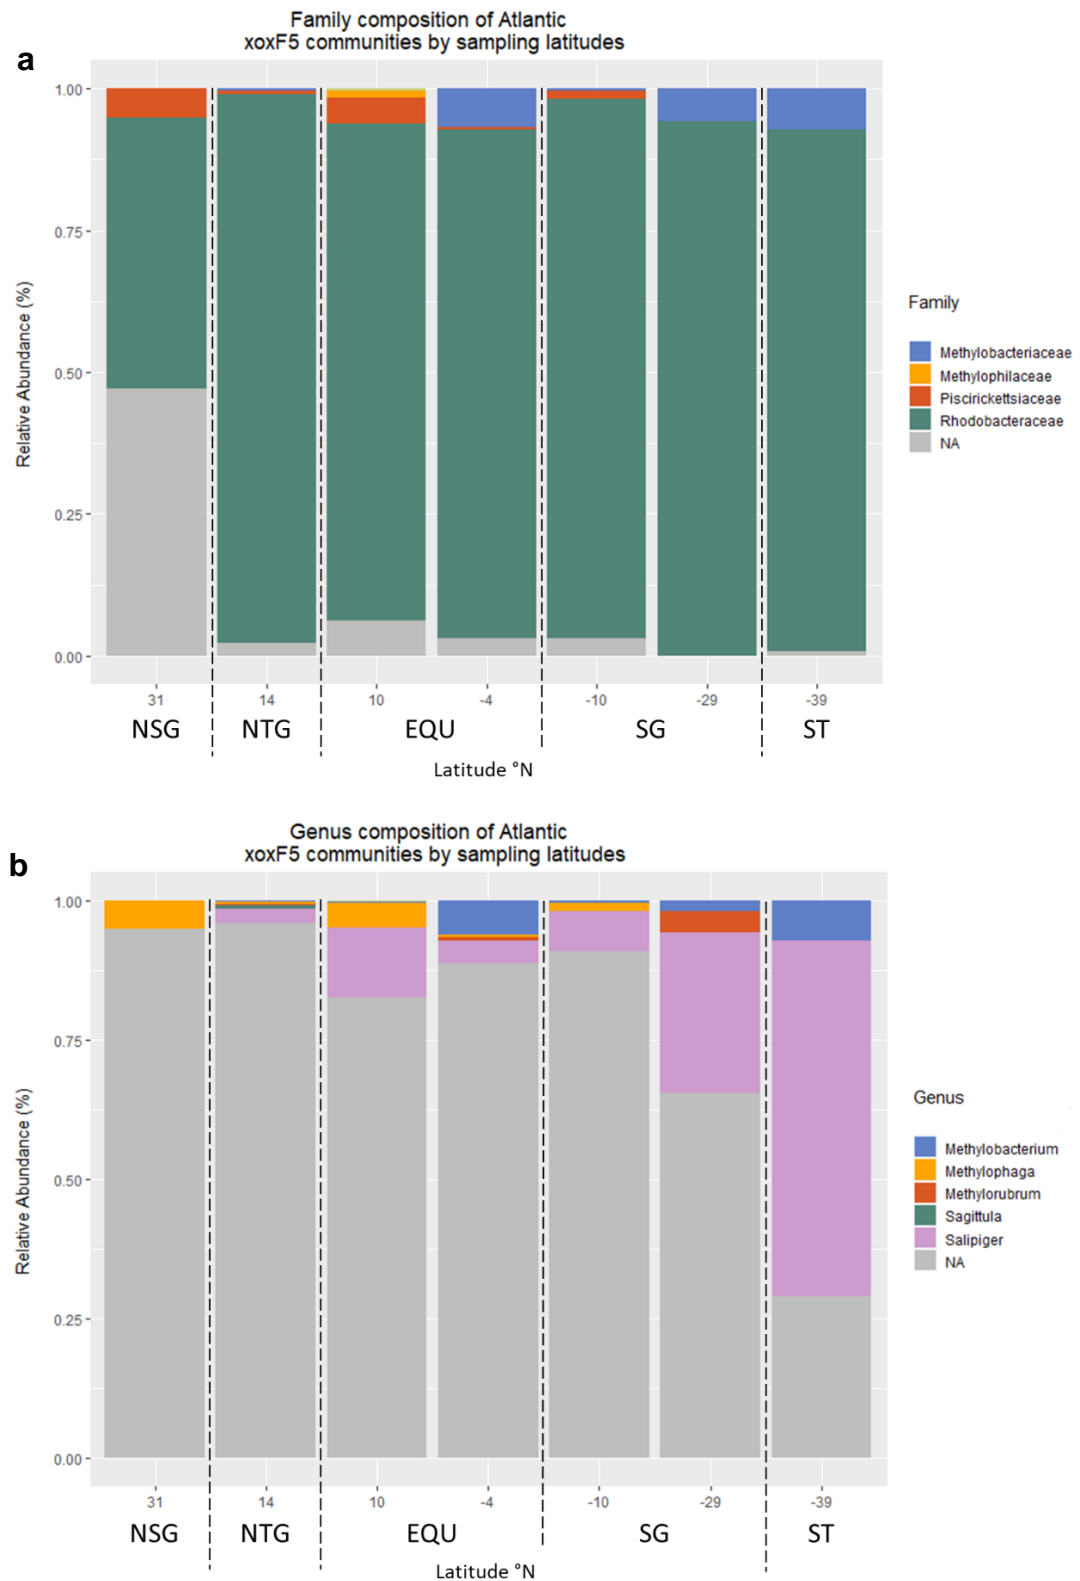 Family composition of Atlantic
xoxF5 communities by sampling latitudes
a
1.00
0.75
0.50
0.25
0.00
Relative Abundance (%)
31 14 10 -4 -10 -29 -39
NSG NTG EQU SG ST
Latitude °N
Family
Methylobacteriaceae
Methylophilaceae
Piscirickettsiaceae
Rhodobacteraceae
NA
Genus composition of Atlantic
xoxF5 communities by sampling latitudes
b
1.00
0.75
0.50
0.25
0.00
Relative Abundance (%)
31 14 10 -4 -10 -29 -39
NSG NTG EQU SG ST
Latitude °N
Genus
Methylobacterium
Methylophaga
Methylorubrum
Sagittula
Salipiger
NA